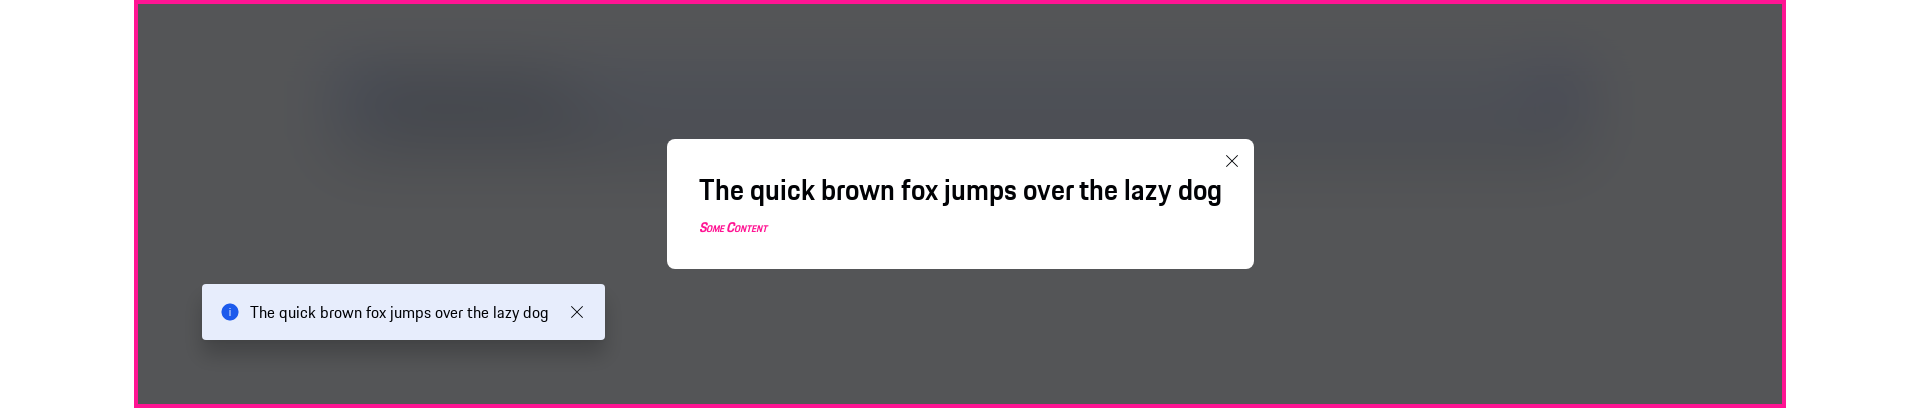 The quick brown fox jumps over the lazy dog
Some Content
The quick brown fox jumps over the lazy dog